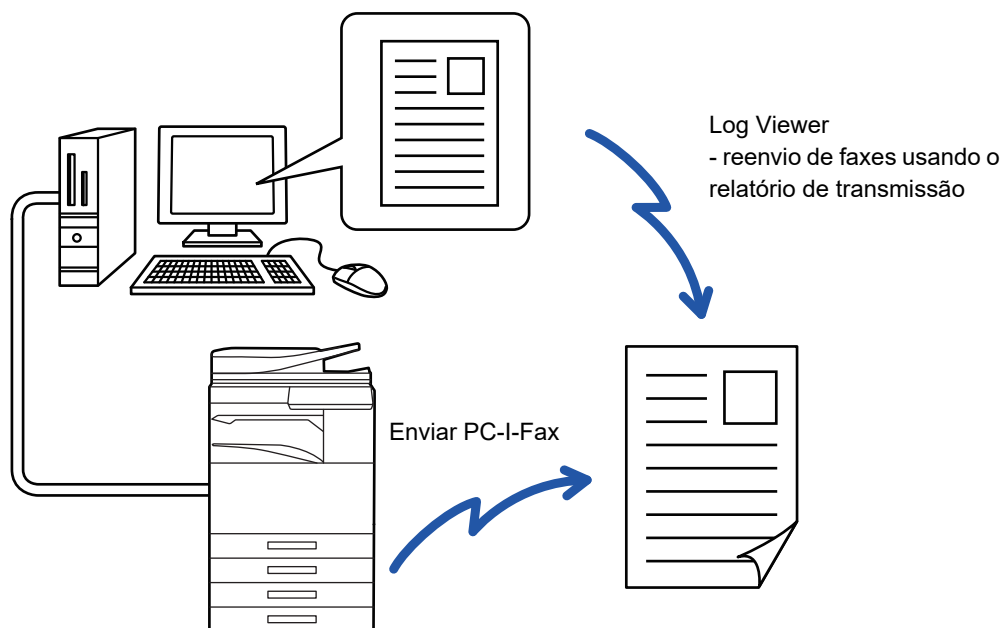 Log Viewer
- reenvio de faxes usando o
relatório de transmissão
Enviar PC-I-Fax